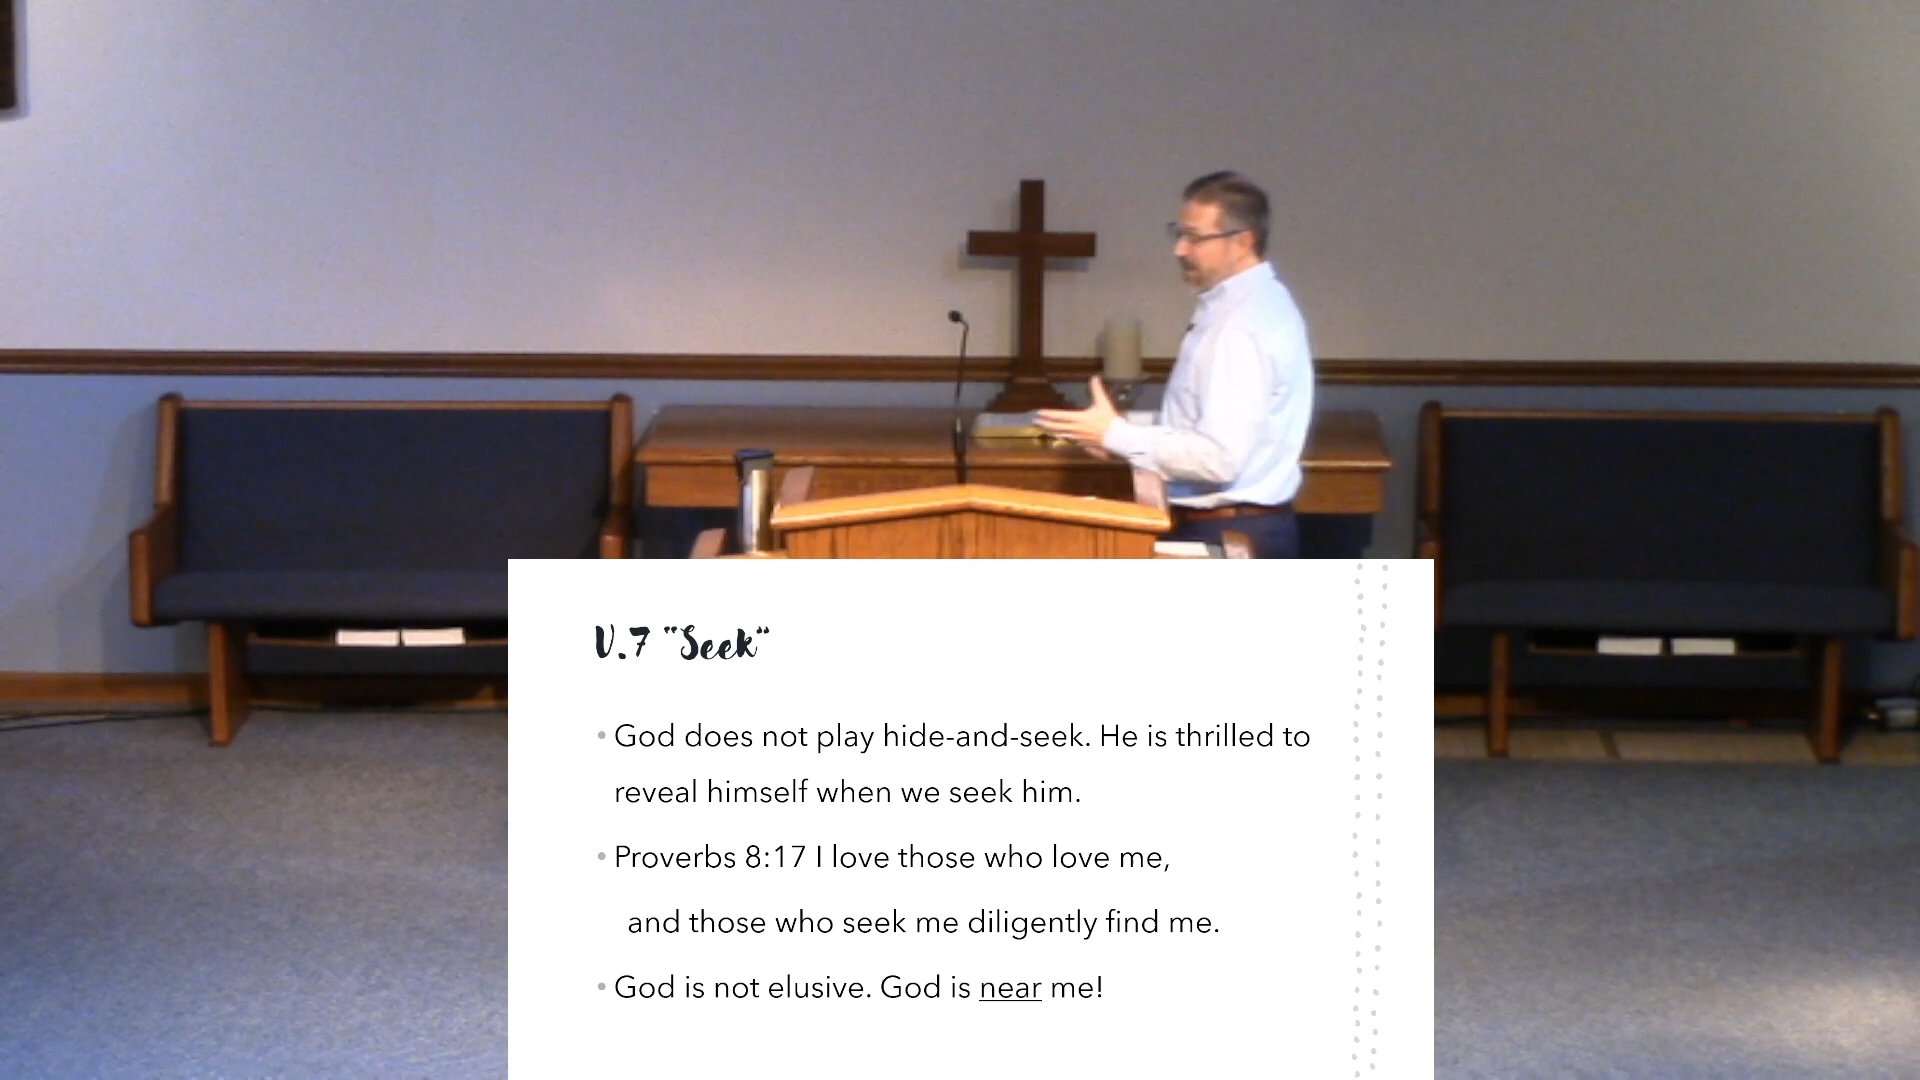 V.7 "Seek"
• God does not play hide-and-seek. He is thrilled to
reveal himself when we seek him.
• Proverbs 8:17 I love those who love me,
and those who seek me diligently find me.
• God is not elusive. God is near me!